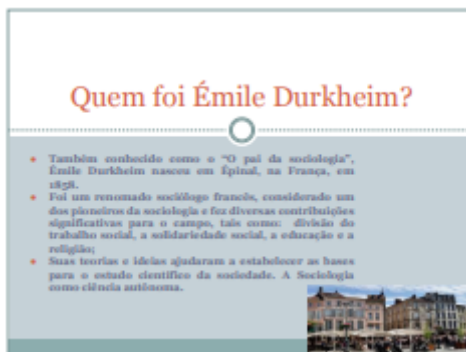 Quem foi Émile Durkheim?
Também conhecido como o “O pai da sociologia”,
Émile Durkheim nasceu em Épinal, na França, em
1858.
Foi um renomado sociólogo francês, considerado um
dos pioneiros da sociologia e fez diversas contribuições
significativas para o campo, tais como: divisão do
trabalho social, a solidariedade social, a educação e a
religião;
Suas teorias e ideias ajudaram a estabelecer as bases
para o estudo científico da sociedade. A Sociologia
como ciência autônoma.